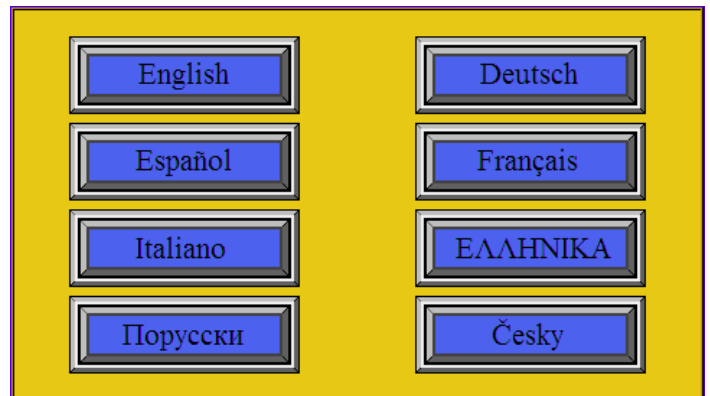 English
Deutsch
Español
Français
Italiano
ΕΛΛΗΝΙΚΑ
Порусски
Česky